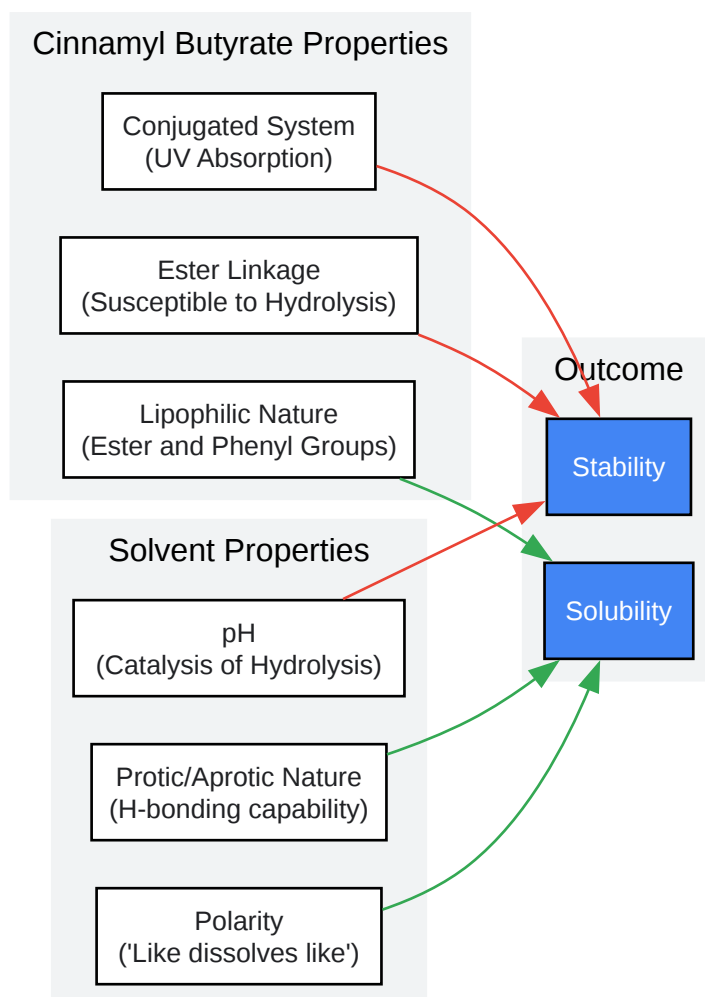 Cinnamyl Butyrate Properties
Conjugated System
(UV Absorption)
Ester Linkage
(Susceptible to Hydrolysis)
Lipophilic Nature
(Ester and Phenyl Groups)
Solvent Properties
pH
(Catalysis of Hydrolysis)
Protic/Aprotic Nature
(H-bonding capability)
Polarity
('Like dissolves like')
Outcome
Stability
Solubility